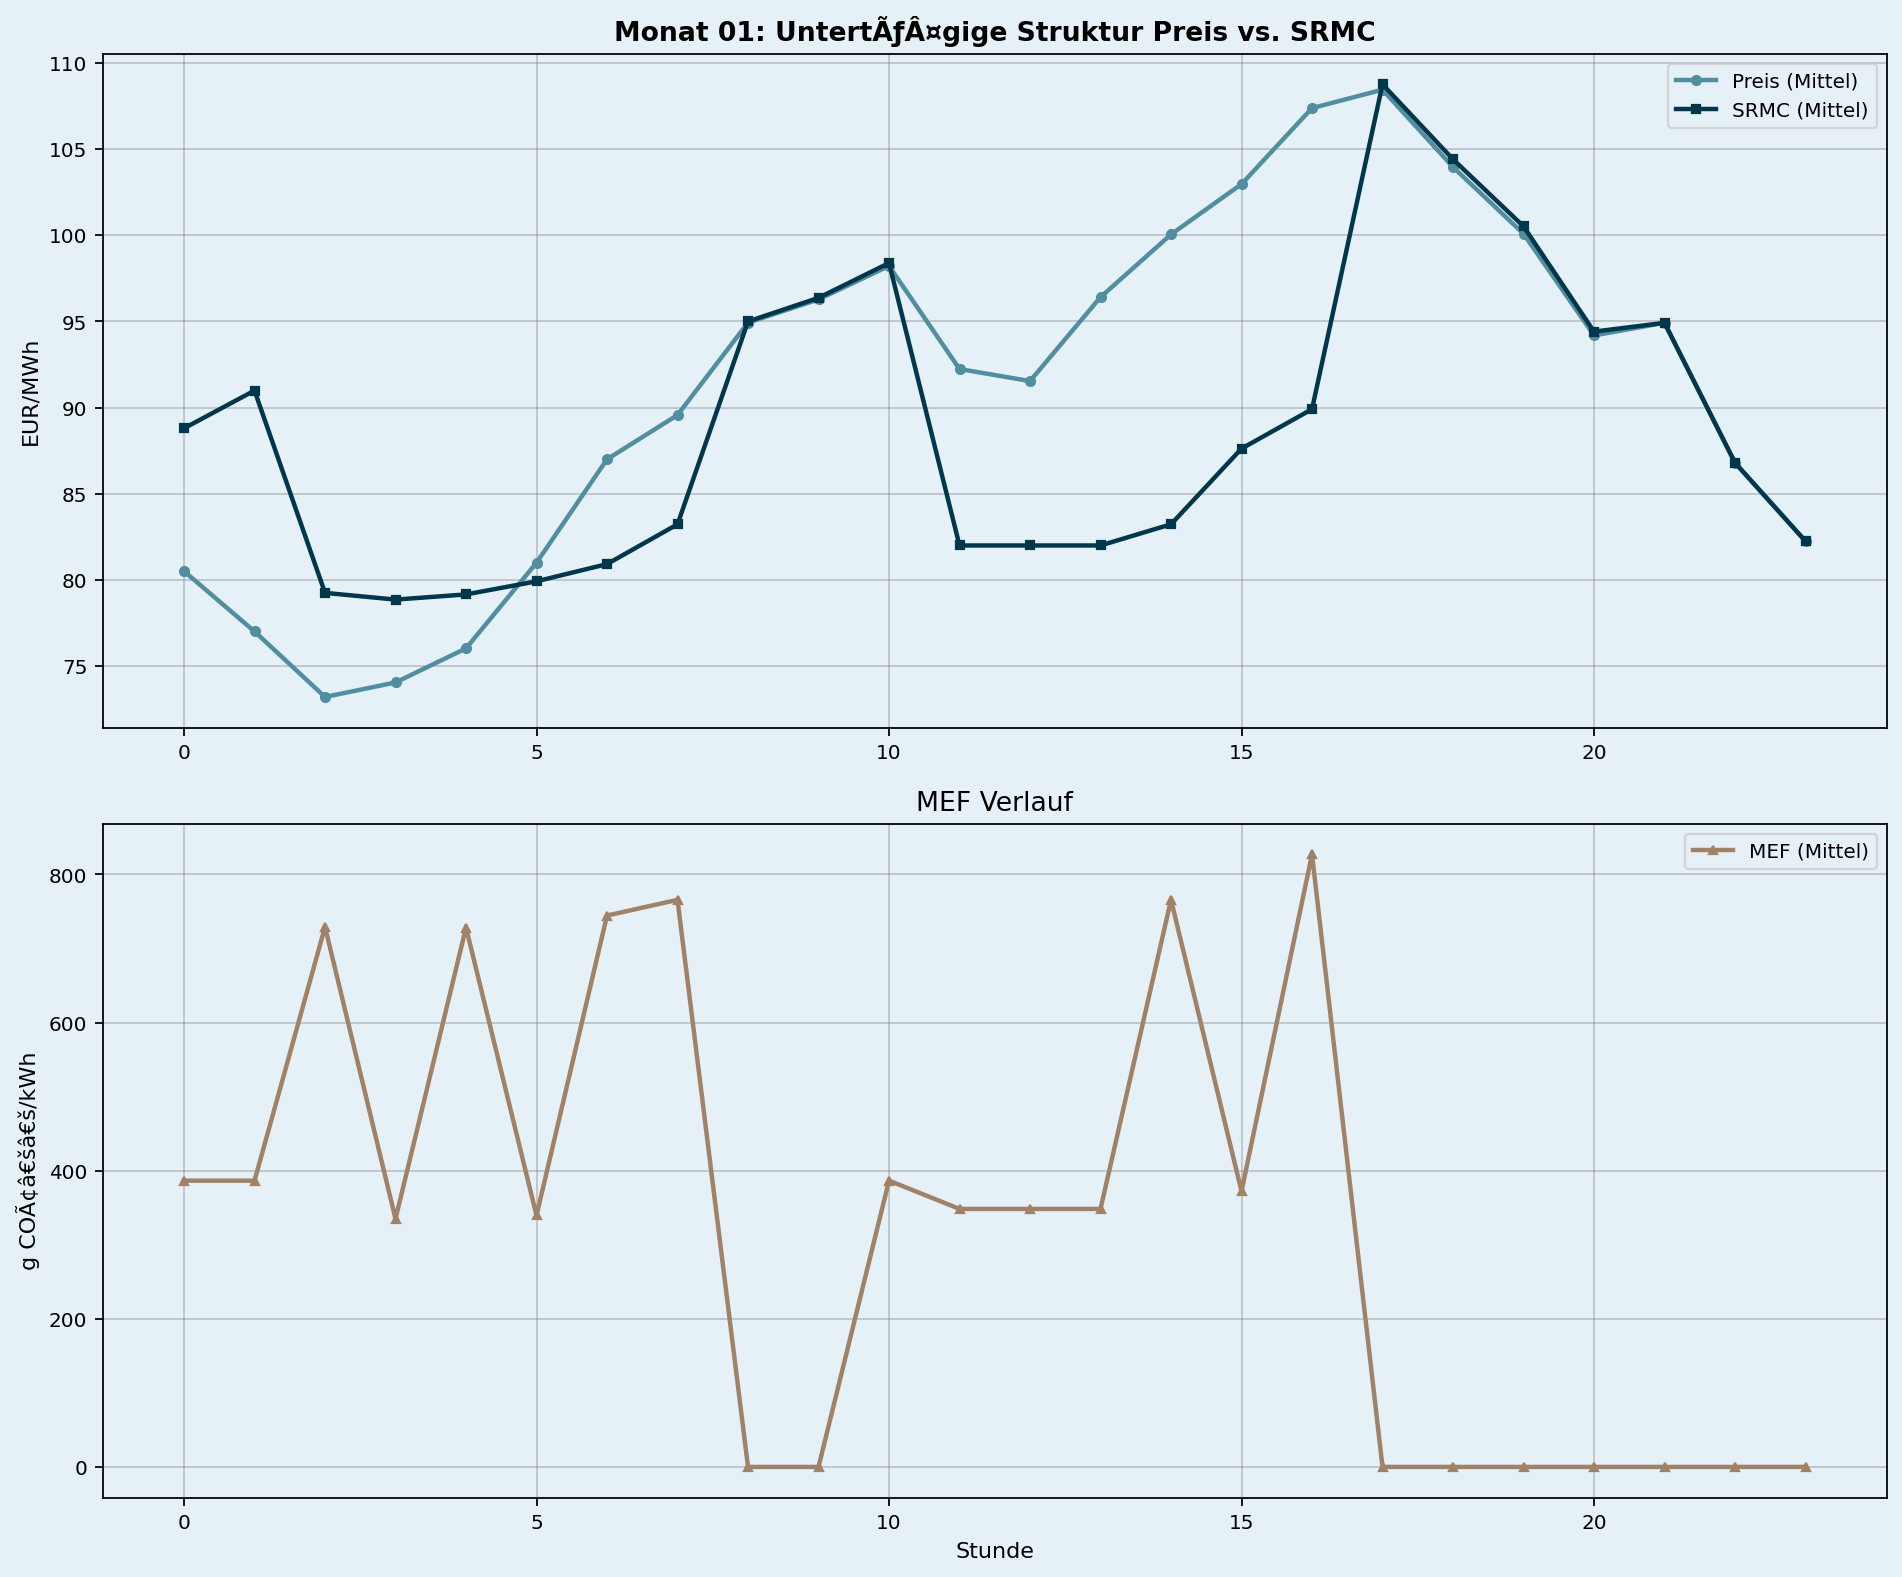 Monat 01: UntertÃƒÂ¤gige Struktur Preis vs. SRMC
EUR/MWh
110
105
100
95
90
85
80
75
Preis (Mittel)
SRMC (Mittel)
0 5 10 15 20
MEF Verlauf
g COÃ¢â€šâ€š/kWh
800
600
400
200
0
MEF (Mittel)
0 5 10 15 20
Stunde